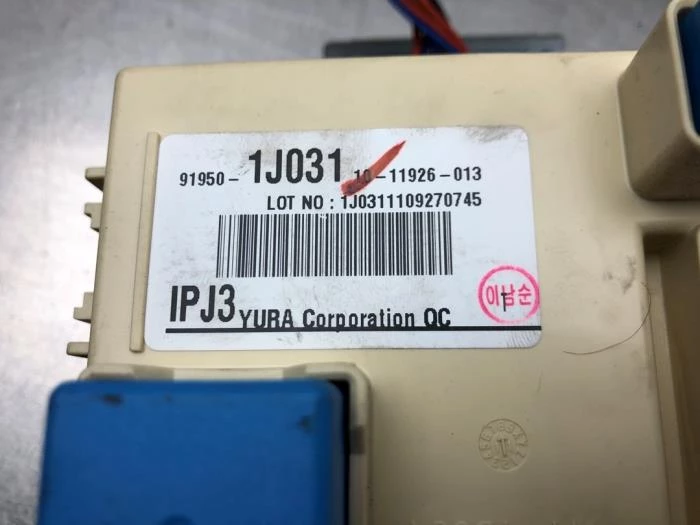 91950- 1J031 10-11926-013
LOT NO : 1J0311109270745
IPJ3 YURA Corporation QC
이남순